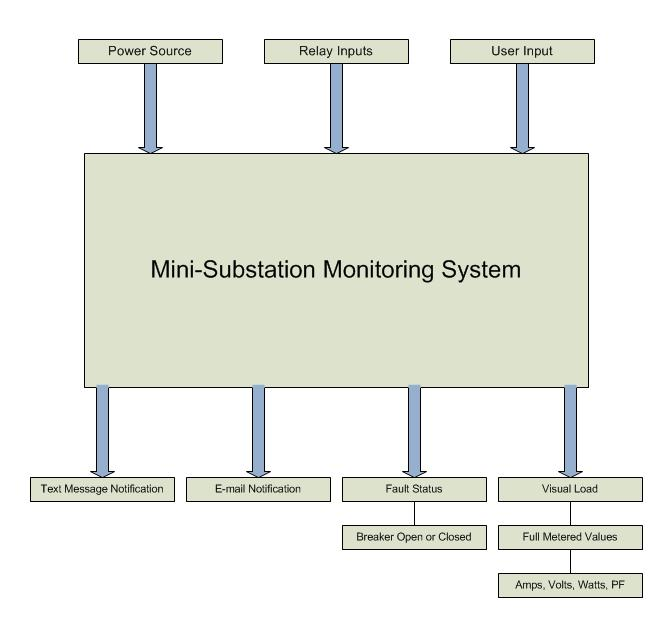 Power Source
Relay Inputs
User Input
Mini-Substation Monitoring System
Text Message Notification
E-mail Notification
Fault Status
Visual Load
Breaker Open or Closed
Full Metered Values
Amps, Volts, Watts, PF